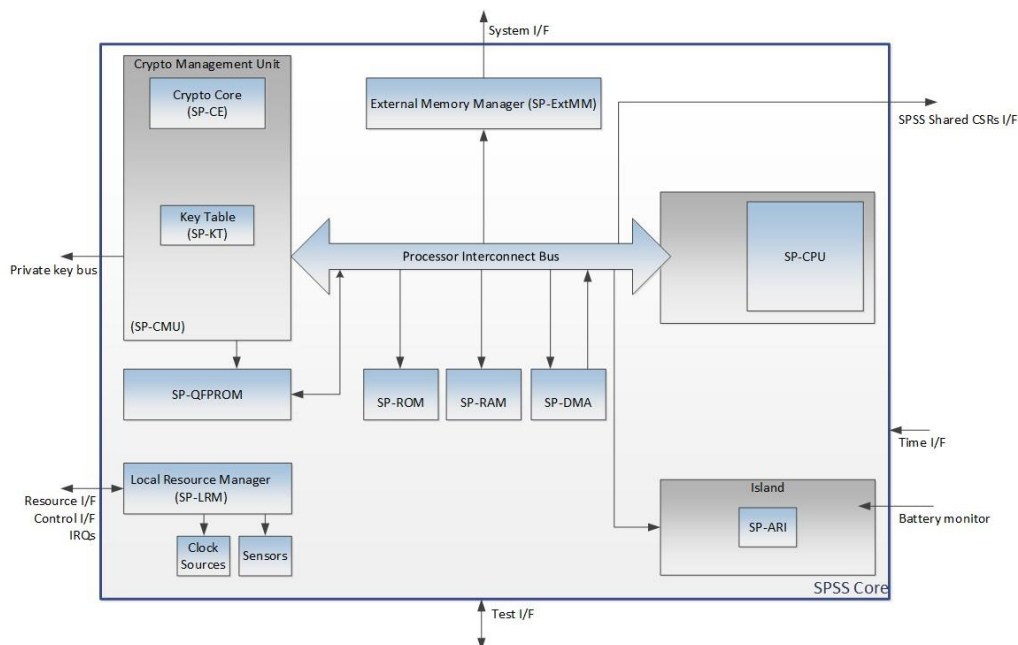 System I/F
Crypto Management Unit
Crypto Core
(SP-CE)
External Memory Manager (SP-ExtMM)
SPSS Shared CSRs I/F
Key Table
(SP-KT)
Private key bus
Processor Interconnect Bus
SP-CPU
(SP-CMU)
SP-QFPROM
SP-ROM
SP-RAM
SP-DMA
Time I/F
Local Resource Manager
(SP-LRM)
Resource I/F
Control I/F
IRQs
Clock
Sources
Sensors
Island
SP-ARI
Battery monitor
SPSS Core
Test I/F